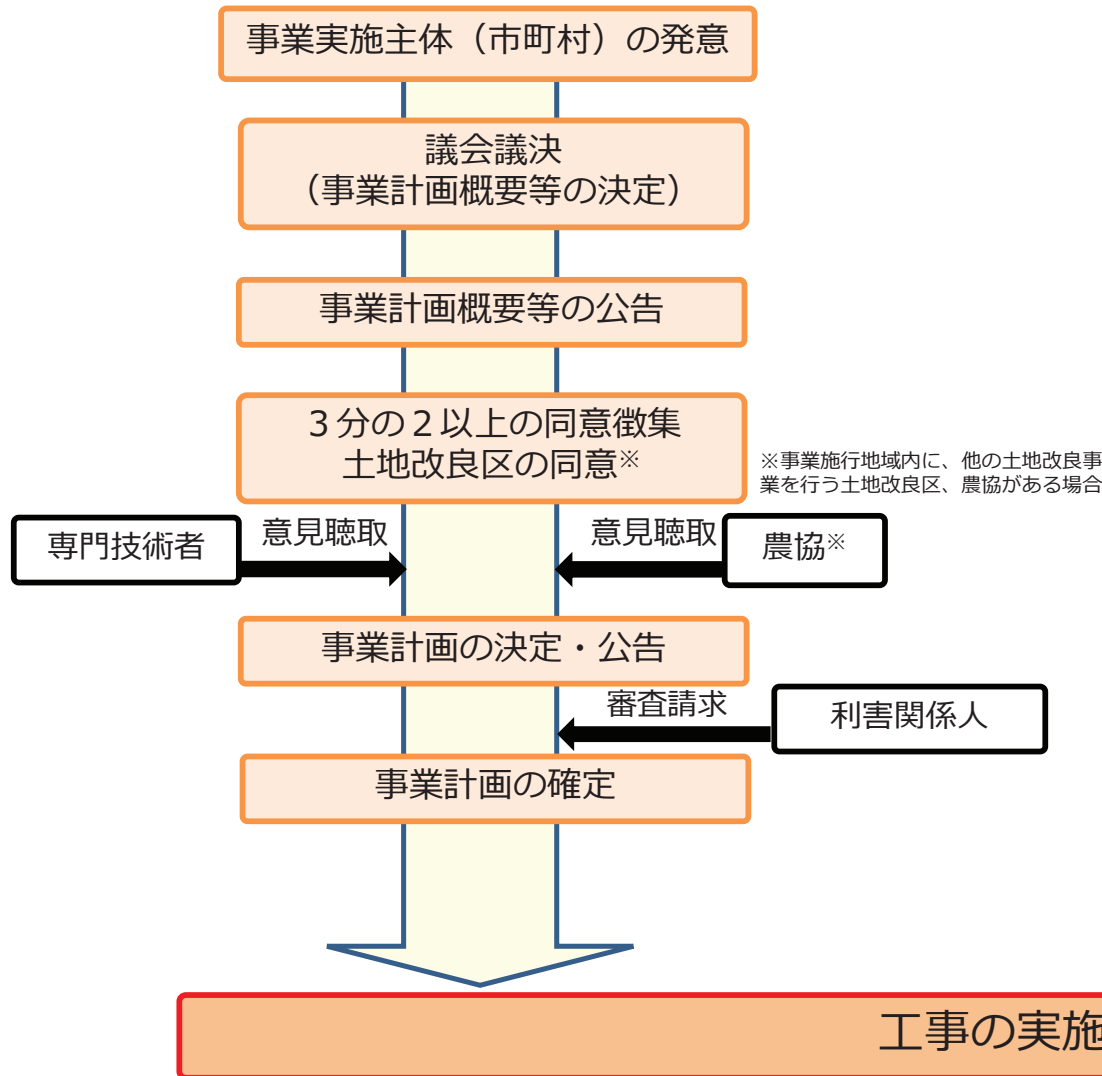 事業実施主体（市町村）の発意
議会議決
（事業計画概要等の決定）
事業計画概要等の公告
３分の２以上の同意徴集
土地改良区の同意※
※事業施行地域内に、他の土地改良事
業を行う土地改良区、農協がある場合
専門技術者
意見聴取
意見聴取
農協※
事業計画の決定・公告
審査請求
利害関係人
事業計画の確定
工事の実施